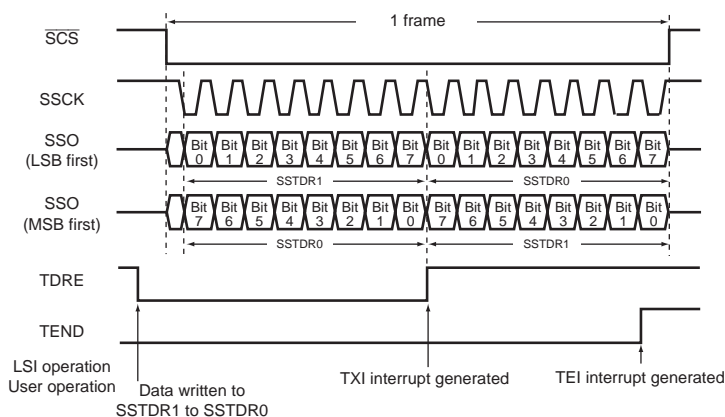 1 frame
SCS
SSCK
SSO
(LSB first)
Bit 0 Bit 1 Bit 2 Bit 3 Bit 4 Bit 5 Bit 6 Bit 7 Bit 0 Bit 1 Bit 2 Bit 3 Bit 4 Bit 5 Bit 6 Bit 7
SSTDR1 SSTDR0
SSO
(MSB first)
Bit 7 Bit 6 Bit 5 Bit 4 Bit 3 Bit 2 Bit 1 Bit 0 Bit 7 Bit 6 Bit 5 Bit 4 Bit 3 Bit 2 Bit 1 Bit 0
SSTDR0 SSTDR1
TDRE
TEND
LSI operation
User operation
Data written to
SSTDR1 to SSTDR0
TXI interrupt generated
TEI interrupt generated